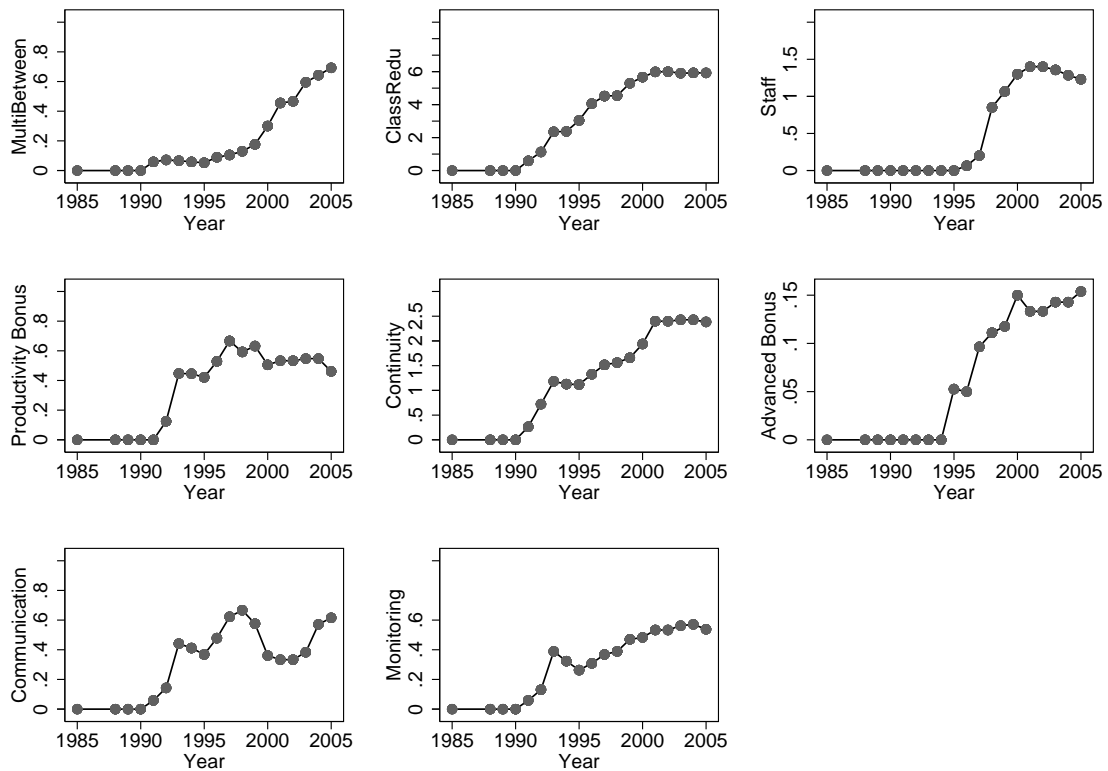 MultiBetween
0 .2 .4 .6 .8
1985 1990 1995 2000 2005
Year
ClassRedu
0 2 4 6
1985 1990 1995 2000 2005
Year
Staff
0 .5 1 1.5
1985 1990 1995 2000 2005
Year
Productivity Bonus
0 .2 .4 .6 .8
1985 1990 1995 2000 2005
Year
Continuity
0 .5 1 1.5 2 2.5
1985 1990 1995 2000 2005
Year
Advanced Bonus
0 .05 .1 .15
1985 1990 1995 2000 2005
Year
Communication
0 .2 .4 .6 .8
1985 1990 1995 2000 2005
Year
Monitoring
0 .2 .4 .6
1985 1990 1995 2000 2005
Year